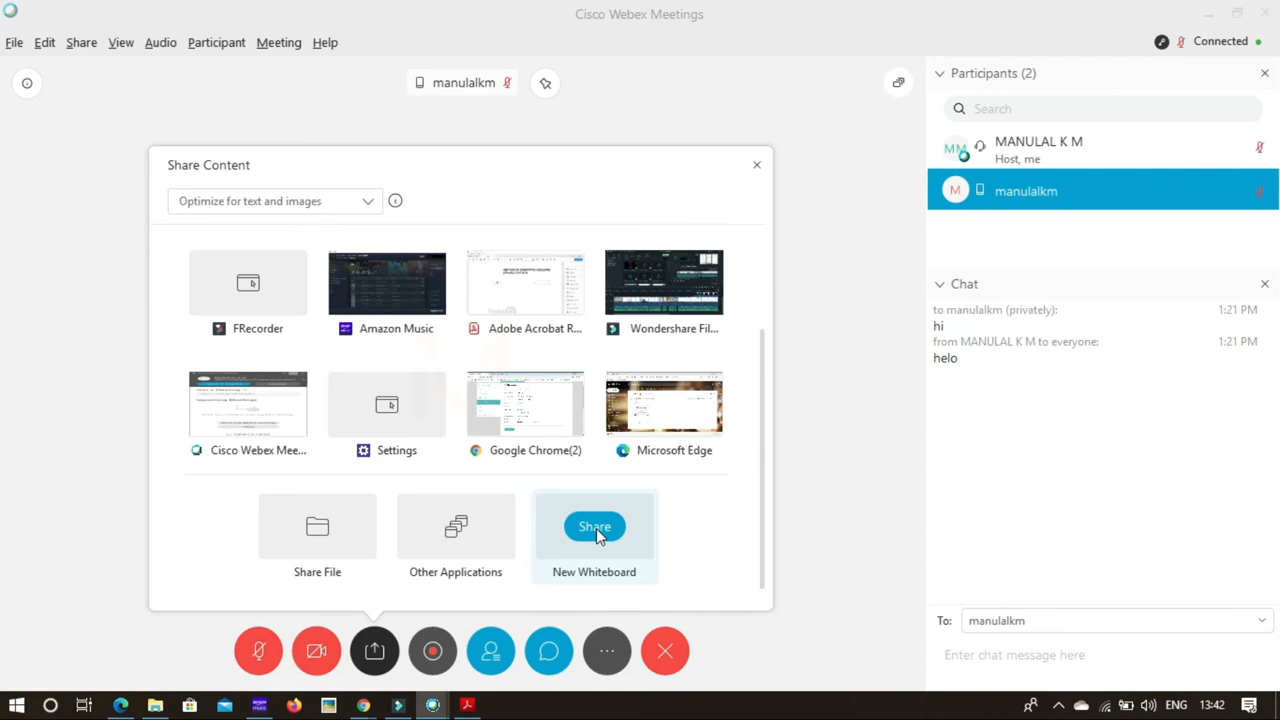 Cisco Webex Meetings
File Edit Share View Audio Participant Meeting Help
Connected
manulalkm
Participants (2)
Search
MM
MANULAL K M
Host, me
M
manulalkm
Share Content
Optimize for text and images
FRecorder
Amazon Music
Adobe Acrobat R...
Wondershare Fil...
Cisco Webex Mee...
Settings
Google Chrome(2)
Microsoft Edge
Share
Share File
Other Applications
New Whiteboard
Chat
to manulalkm (privately): 1:21 PM
hi
from MANULAL K M to everyone: 1:21 PM
helo
To: manulalkm
Enter chat message here
ENG 13:42